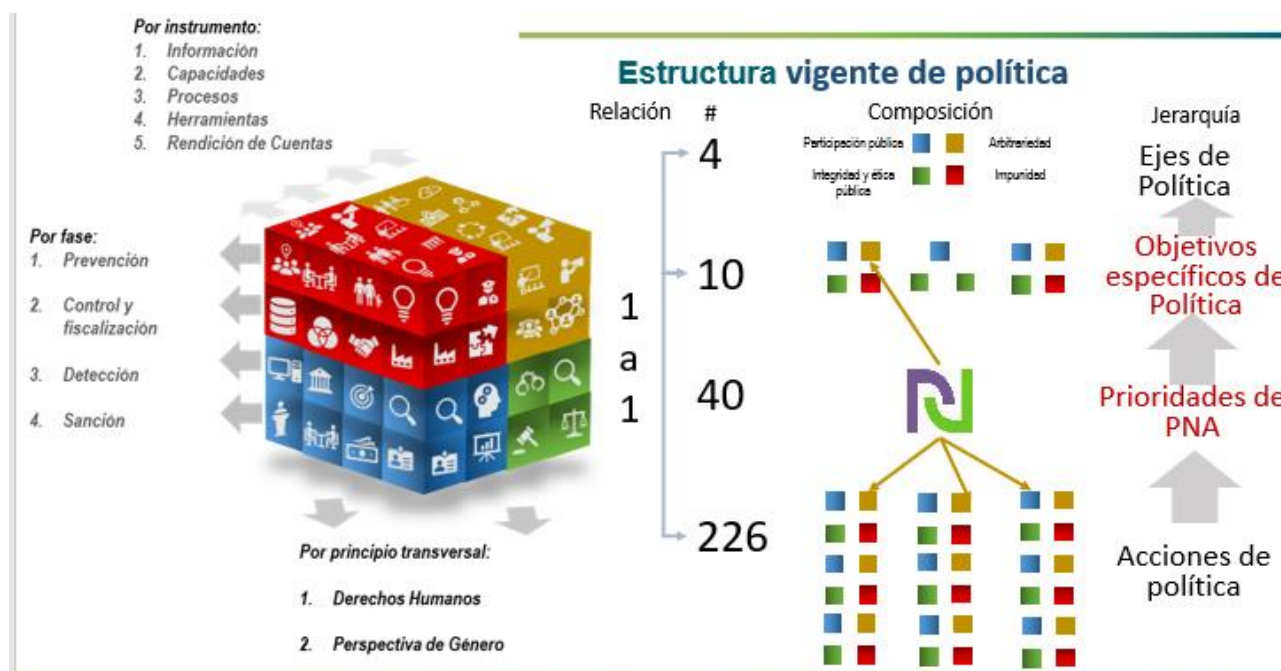 Por instrumento:
1. Información
2. Capacidades
3. Procesos
4. Herramientas
5. Rendición de Cuentas
Por fase:
1. Prevención
2. Control y
fiscalización
3. Detección
4. Sanción
Por principio transversal:
1. Derechos Humanos
2. Perspectiva de Género
Estructura vigente de política
Relación
1
a
1
#
4
10
40
226
Composición
Participación pública
Arbitrariedad
Integridad y ética
pública
Impunidad
Jerarquía
Ejes de
Política
Objetivos
específicos de
Política
Prioridades de
PNA
Acciones de
política